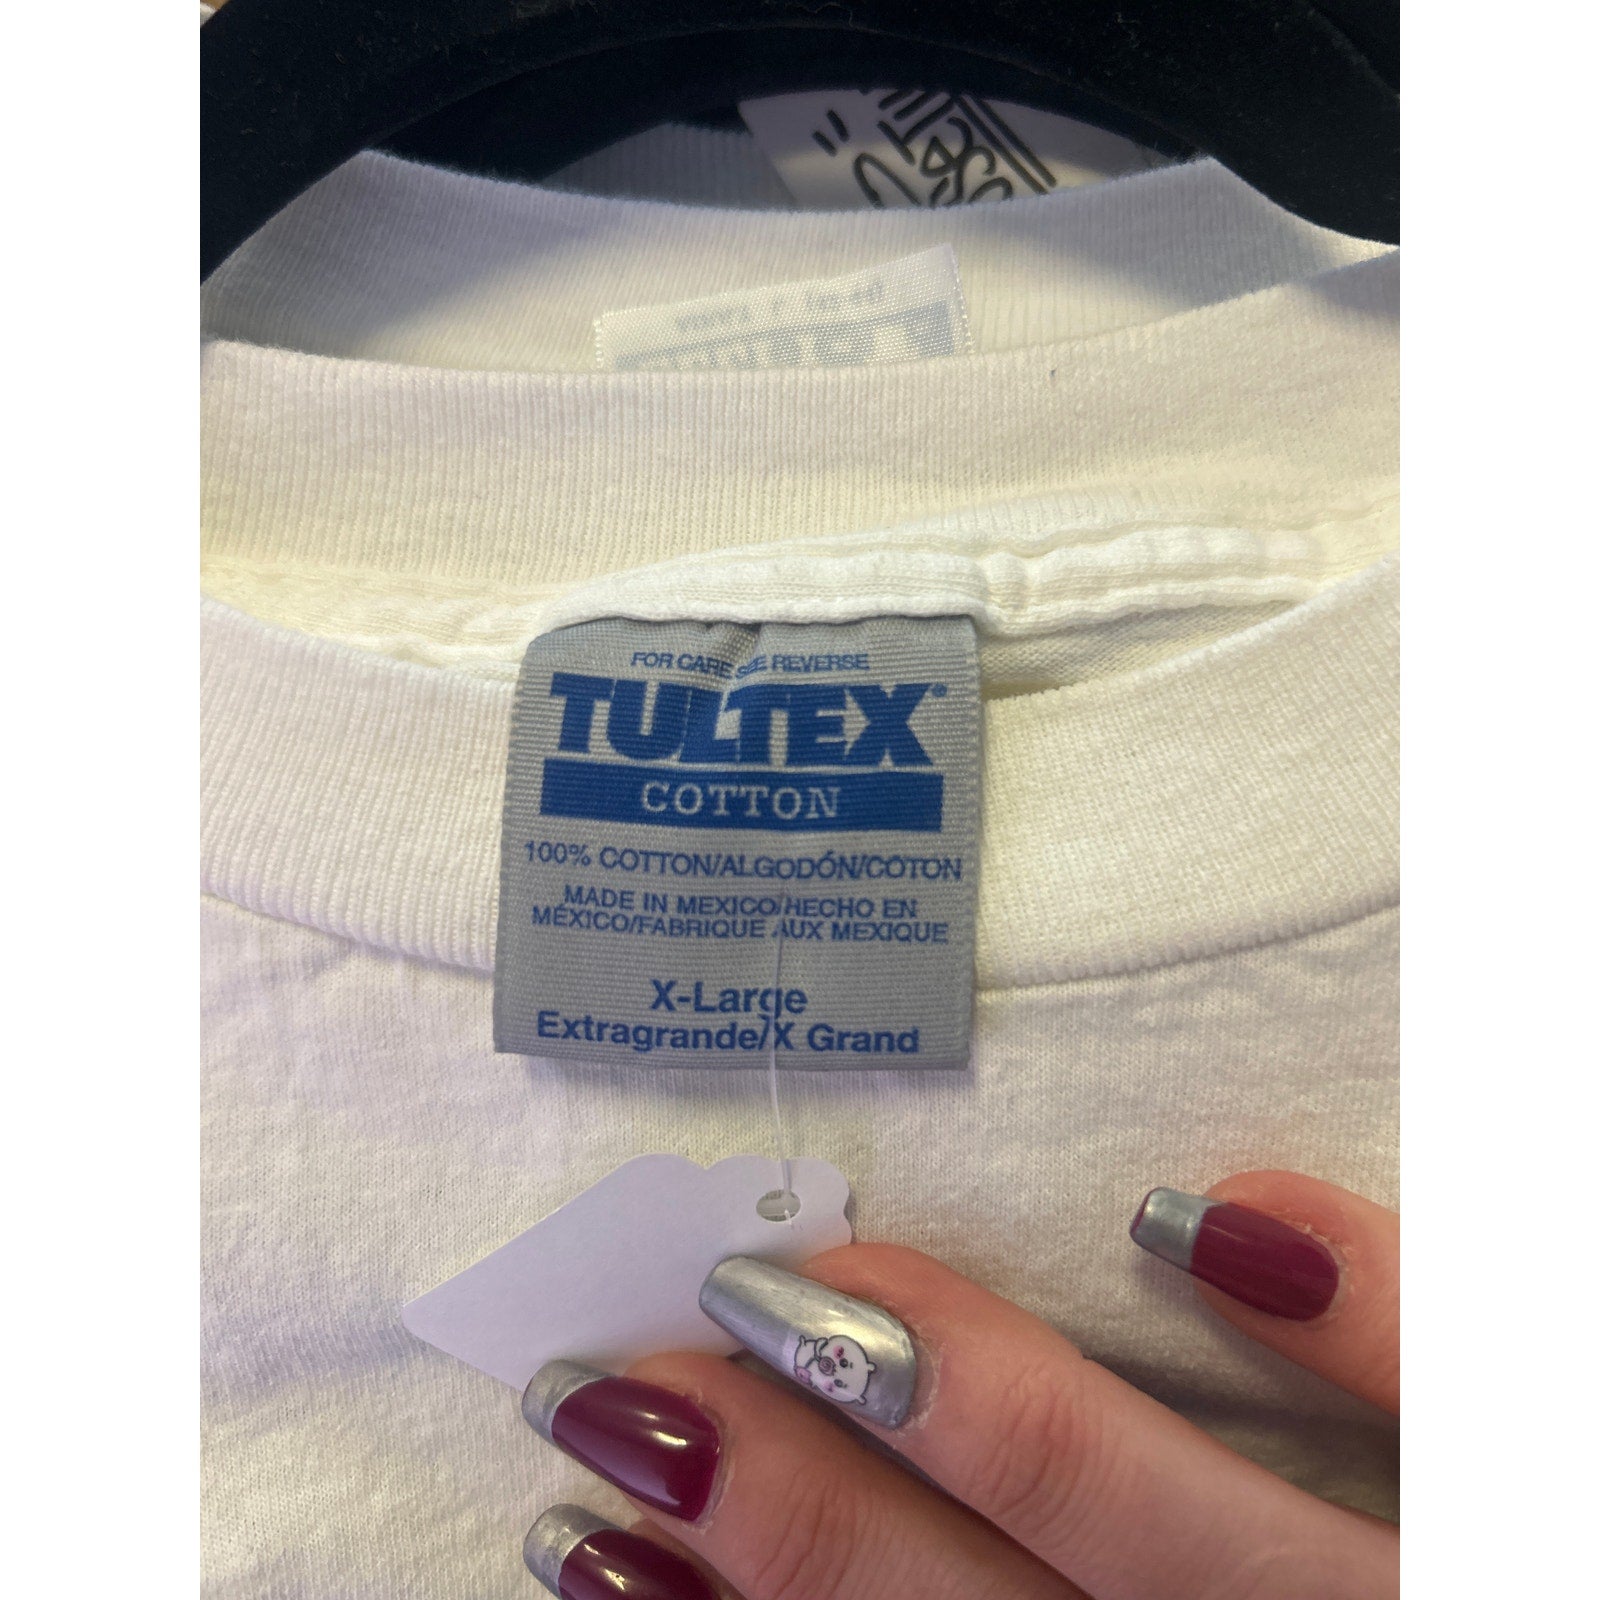 FOR CARE SEE REVERSE
TULTEX®
COTTON
100% COTTON/ALGODÓN/COTON
MADE IN MEXICO/HECHO EN
MÉXICO/FABRIQUE AUX MEXIQUE
X-Large
Extragrande/X Grand